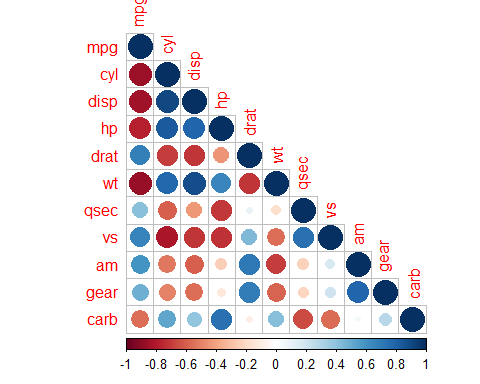 mpg
mpg cyl
cyl disp
disp hp
hp drat
drat wt
wt qsec
qsec vs
vs am
am gear
gear carb
carb
-1 -0.8 -0.6 -0.4 -0.2 0 0.2 0.4 0.6 0.8 1